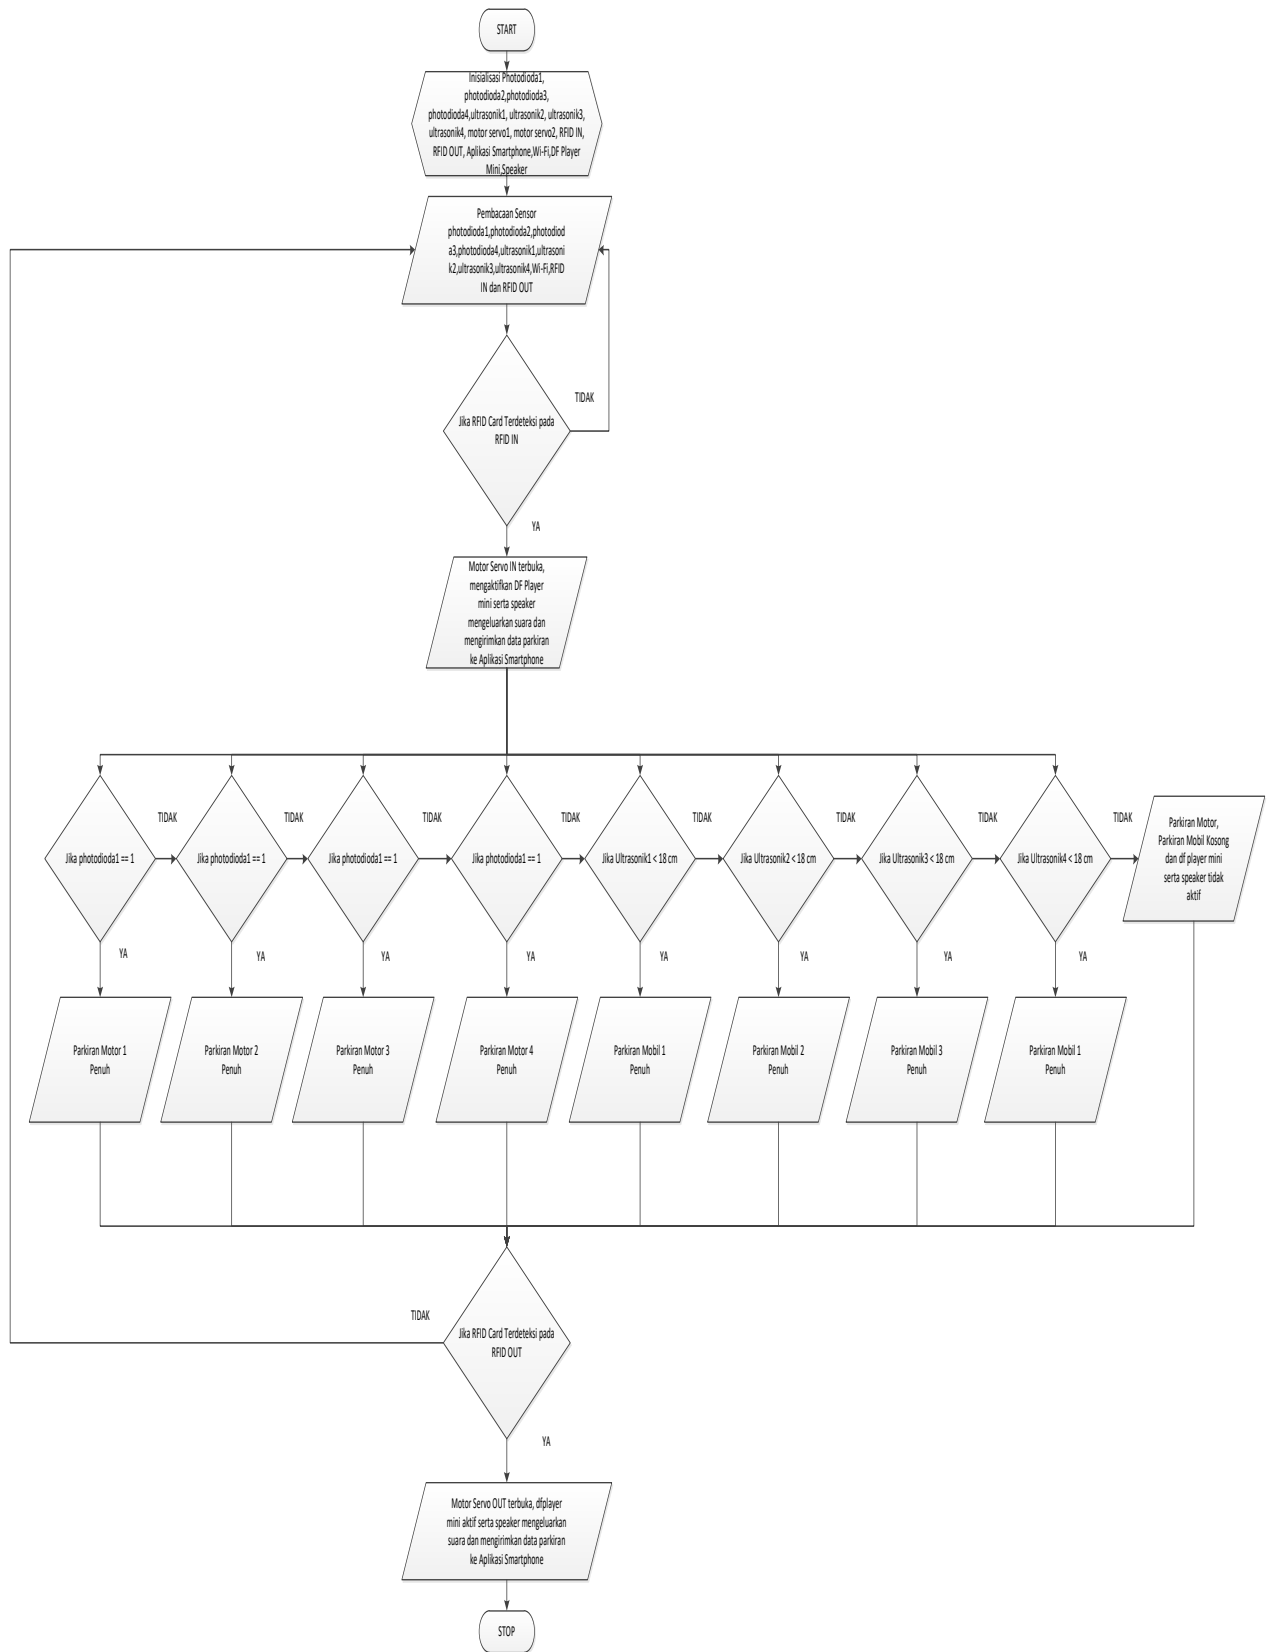 START
Inisialisasi Photodioda1,
photodioda2,photodioda3,
photodioda4,ultrasonik1, ultrasonik2, ultrasonik3,
ultrasonik4, motor servo1, motor servo2, RFID IN,
RFID OUT, Aplikasi Smartphone,Wi-Fi,DF Player
Mini,Speaker
Pembacaan Sensor
photodioda1,photodioda2,photodiod
a3,photodioda4,ultrasonik1,ultrasoni
k2,ultrasonik3,ultrasonik4,Wi-Fi,RFID
IN dan RFID OUT
TIDAK
Jika RFID Card Terdeteksi pada
RFID IN
YA
Motor Servo IN terbuka,
mengaktifkan DF Player
mini serta speaker
mengeluarkan suara dan
mengirimkan data parkiran
ke Aplikasi Smartphone
Jika photodioda1 == 1
TIDAK
Jika photodioda1 == 1
TIDAK
Jika photodioda1 == 1
TIDAK
Jika photodioda1 == 1
TIDAK
Jika Ultrasonik1 < 18 cm
TIDAK
Jika Ultrasonik2 < 18 cm
TIDAK
Jika Ultrasonik3 < 18 cm
TIDAK
Jika Ultrasonik4 < 18 cm
TIDAK
Parkiran Motor,
Parkiran Mobil Kosong
dan df player mini
serta speaker tidak
aktif
YA
YA
YA
YA
YA
YA
YA
YA
Parkiran Motor 1
Penuh
Parkiran Motor 2
Penuh
Parkiran Motor 3
Penuh
Parkiran Motor 4
Penuh
Parkiran Mobil 1
Penuh
Parkiran Mobil 2
Penuh
Parkiran Mobil 3
Penuh
Parkiran Mobil 1
Penuh
TIDAK
Jika RFID Card Terdeteksi pada
RFID OUT
YA
Motor Servo OUT terbuka, dfplayer
mini aktif serta speaker mengeluarkan
suara dan mengirimkan data parkiran
ke Aplikasi Smartphone
STOP